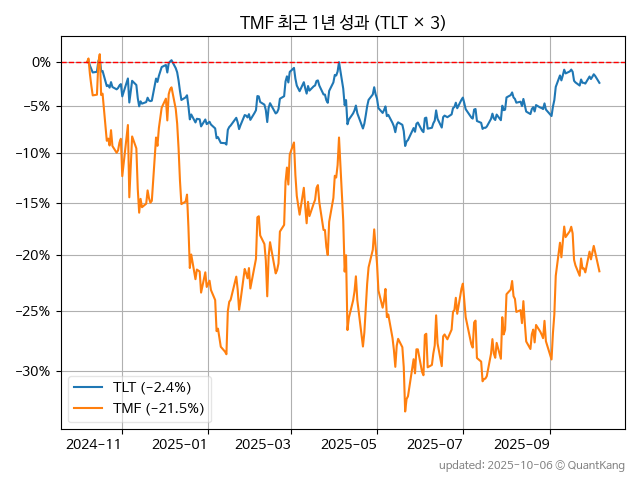 TMF 최근 1년 성과 (TLT × 3)
0%
−5%
−10%
−15%
−20%
−25%
−30%
TLT (−2.4%)
TMF (−21.5%)
2024-11 2025-01 2025-03 2025-05 2025-07 2025-09
updated: 2025-10-06 © QuantKang